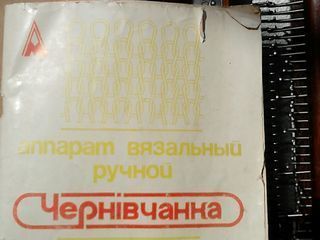 аппарат вязальный
ручной
Чернівчанка